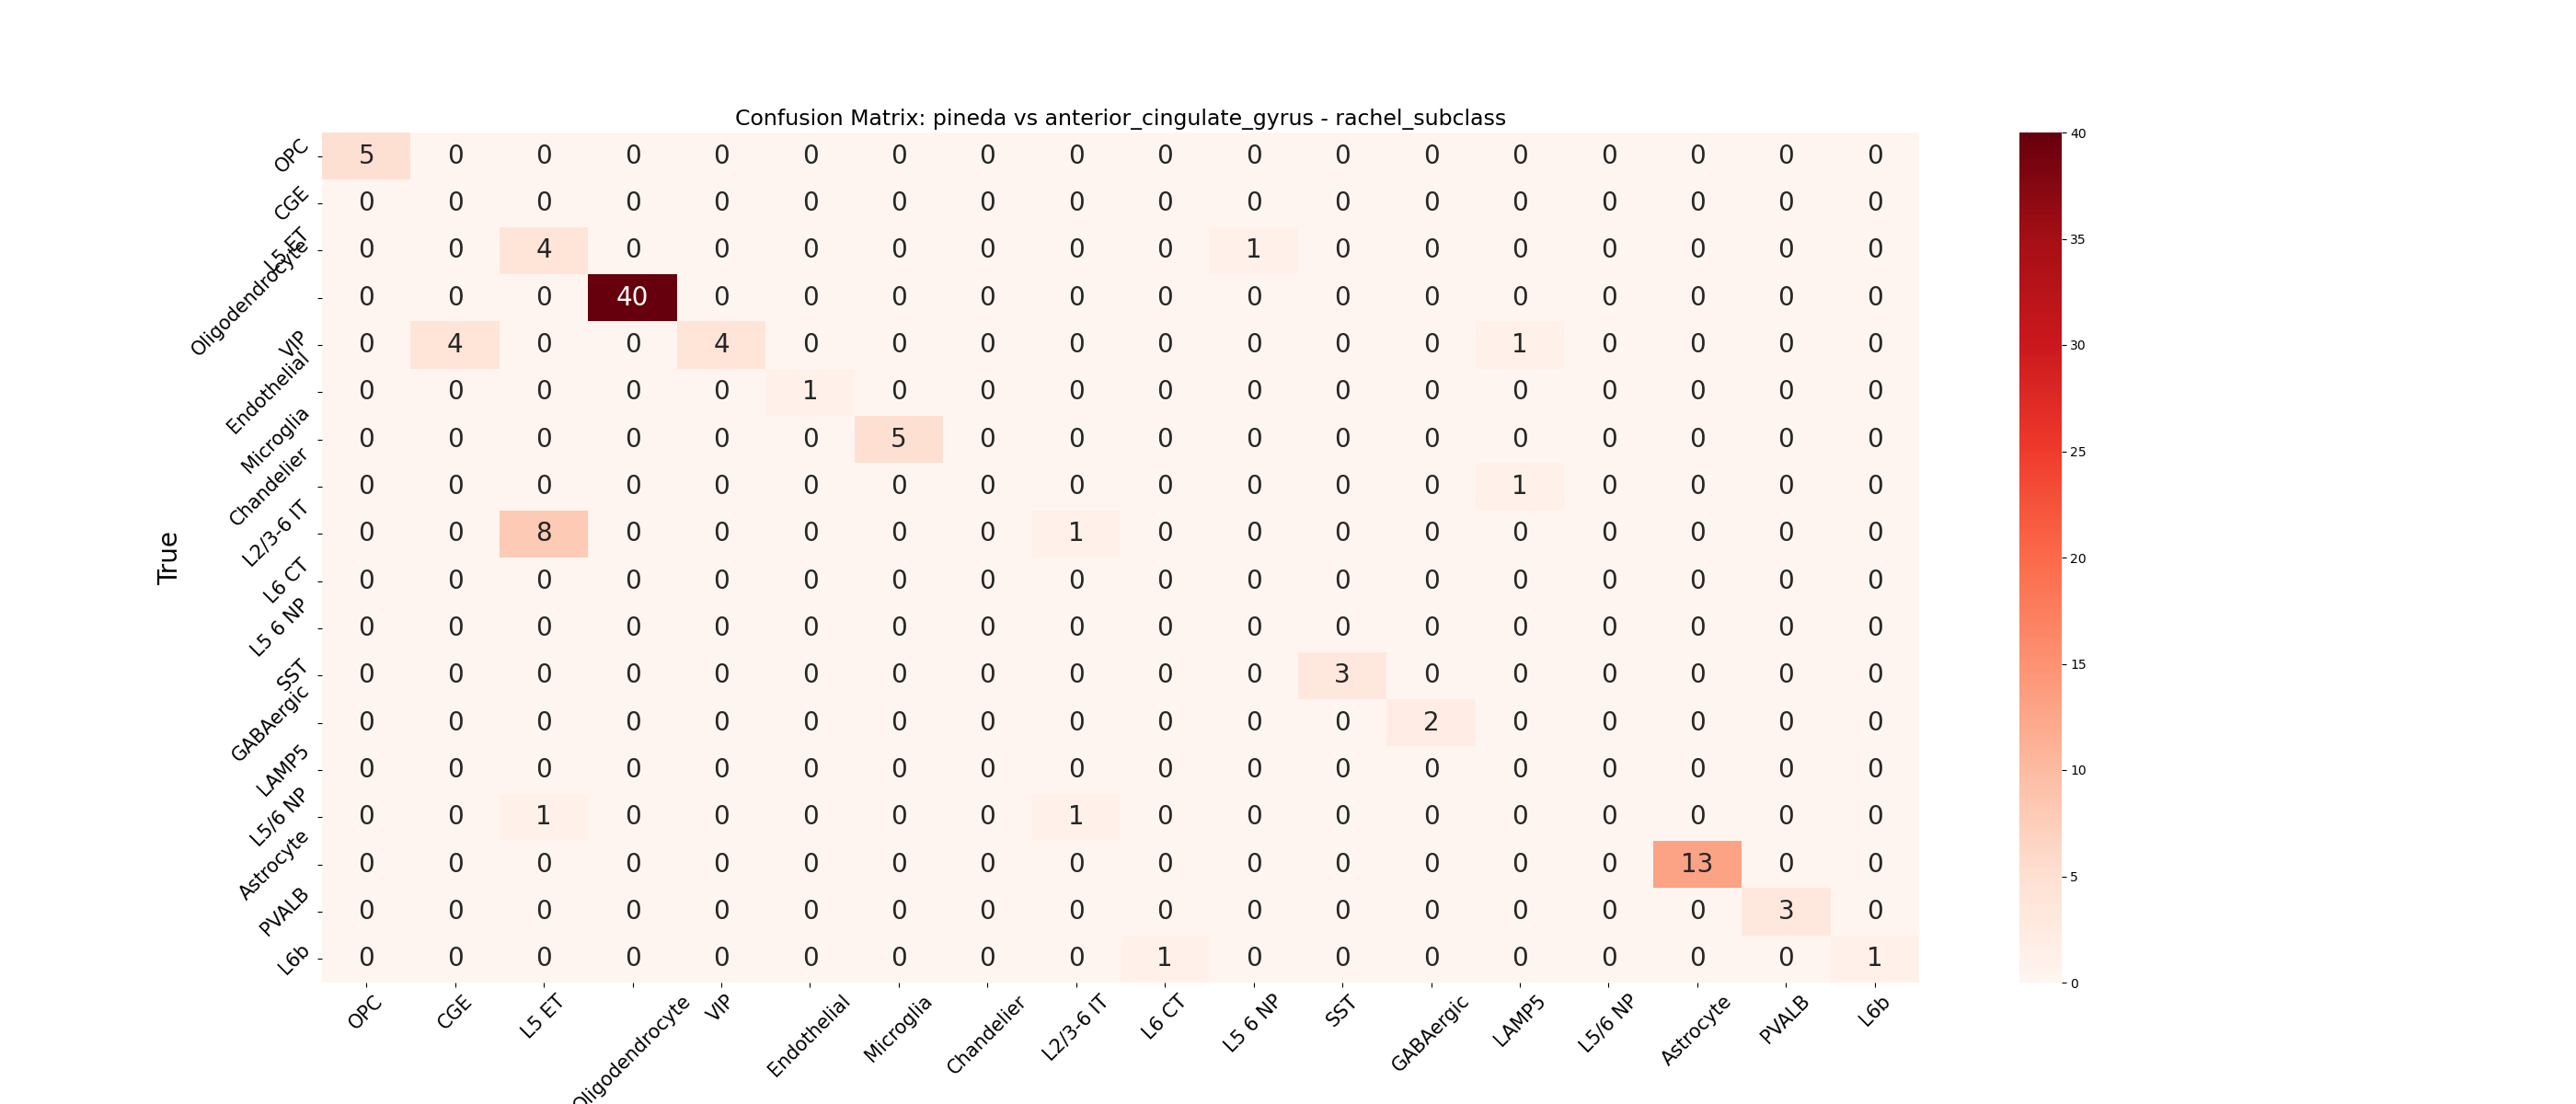 Confusion Matrix: pineda vs anterior_cingulate_gyrus - rachel_subclass
OPC 5 0 0 0 0 0 0 0 0 0 0 0 0 0 0 0 0 0
CGE 0 0 0 0 0 0 0 0 0 0 0 0 0 0 0 0 0 0
L5 ET 0 0 4 0 0 0 0 0 0 0 1 0 0 0 0 0 0 0
Oligodendrocyte 0 0 0 40 0 0 0 0 0 0 0 0 0 0 0 0 0 0
VIP 0 4 0 0 4 0 0 0 0 0 0 0 0 1 0 0 0 0
Endothelial 0 0 0 0 0 1 0 0 0 0 0 0 0 0 0 0 0 0
Microglia 0 0 0 0 0 0 5 0 0 0 0 0 0 0 0 0 0 0
Chandelier 0 0 0 0 0 0 0 0 0 0 0 0 0 1 0 0 0 0
L2/3-6 IT 0 0 8 0 0 0 0 0 1 0 0 0 0 0 0 0 0 0
L6 CT 0 0 0 0 0 0 0 0 0 0 0 0 0 0 0 0 0 0
L5 6 NP 0 0 0 0 0 0 0 0 0 0 0 0 0 0 0 0 0 0
SST 0 0 0 0 0 0 0 0 0 0 0 3 0 0 0 0 0 0
GABAergic 0 0 0 0 0 0 0 0 0 0 0 0 2 0 0 0 0 0
LAMP5 0 0 0 0 0 0 0 0 0 0 0 0 0 0 0 0 0 0
L5/6 NP 0 0 1 0 0 0 0 0 1 0 0 0 0 0 0 0 0 0
Astrocyte 0 0 0 0 0 0 0 0 0 0 0 0 0 0 0 13 0 0
PVALB 0 0 0 0 0 0 0 0 0 0 0 0 0 0 0 0 3 0
L6b 0 0 0 0 0 0 0 0 0 1 0 0 0 0 0 0 0 1
OPC CGE L5 ET Oligodendrocyte VIP Endothelial Microglia Chandelier L2/3-6 IT L6 CT L5 6 NP SST GABAergic LAMP5 L5/6 NP Astrocyte PVALB L6b
True
40
35
30
25
20
15
10
5
0